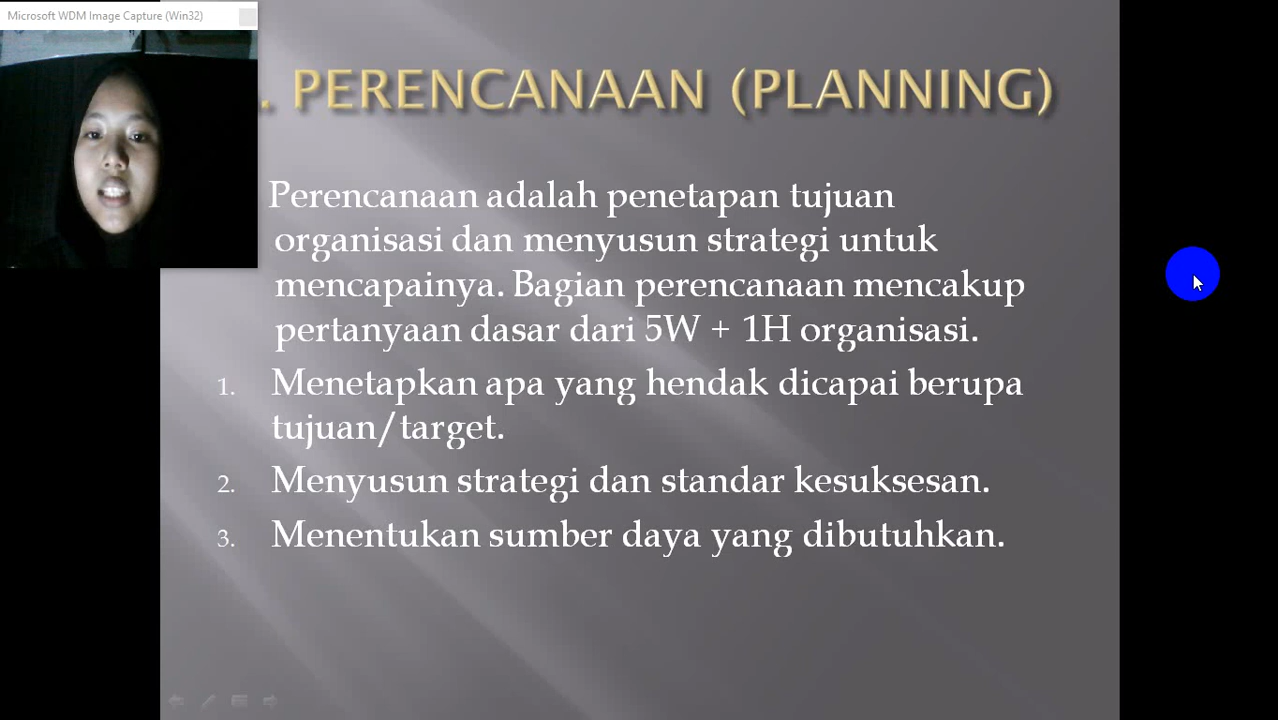 Microsoft WDM Image Capture (Win32)
. PERENCANAAN (PLANNING)
Perencanaan adalah penetapan tujuan
organisasi dan menyusun strategi untuk
mencapainya. Bagian perencanaan mencakup
pertanyaan dasar dari 5W + 1H organisasi.
1. Menetapkan apa yang hendak dicapai berupa
tujuan/target.
2. Menyusun strategi dan standar kesuksesan.
3. Menentukan sumber daya yang dibutuhkan.